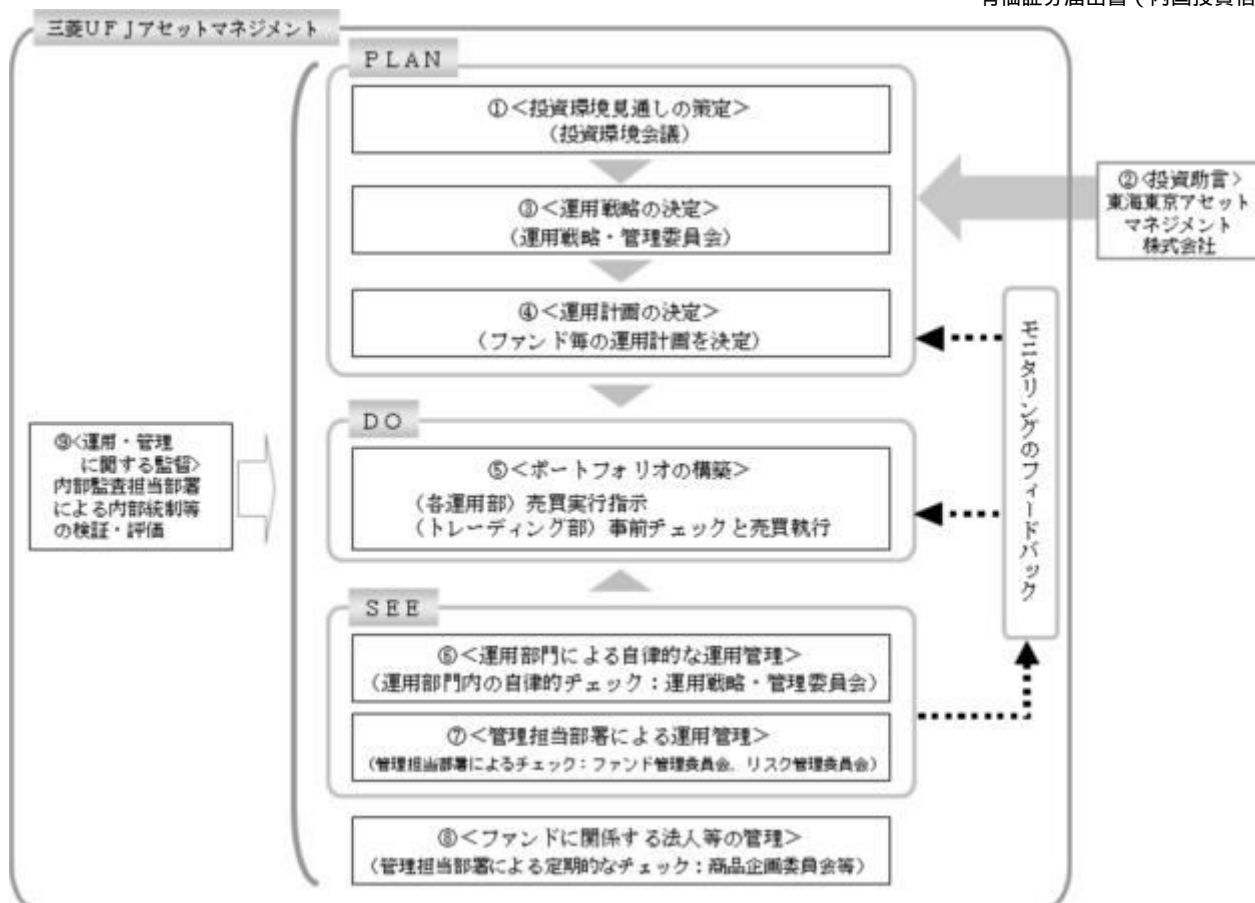 三菱UFJアセットマネジメント
PLAN
①<投資環境見通しの策定>
(投資環境会議)
③<運用戦略の決定>
(運用戦略・管理委員会)
④<運用計画の決定>
(ファンド毎の運用計画を決定)
②<投資助言>
東海東京アセット
マネジメント
株式会社
モニタリングのフィードバック
DO
⑤<ポートフォリオの構築>
(各運用部)売買実行指示
(トレーディング部)事前チェックと売買執行
⑨<運用・管理
に関する監督>
内部監査担当部署
による内部統制等
の検証・評価
SEE
⑥<運用部門による自律的な運用管理>
(運用部門内の自律的チェック:運用戦略・管理委員会)
⑦<管理担当部署による運用管理>
(管理担当部署によるチェック:ファンド管理委員会、リスク管理委員会)
⑧<ファンドに関係する法人等の管理>
(管理担当部署による定期的なチェック:商品企画委員会等)